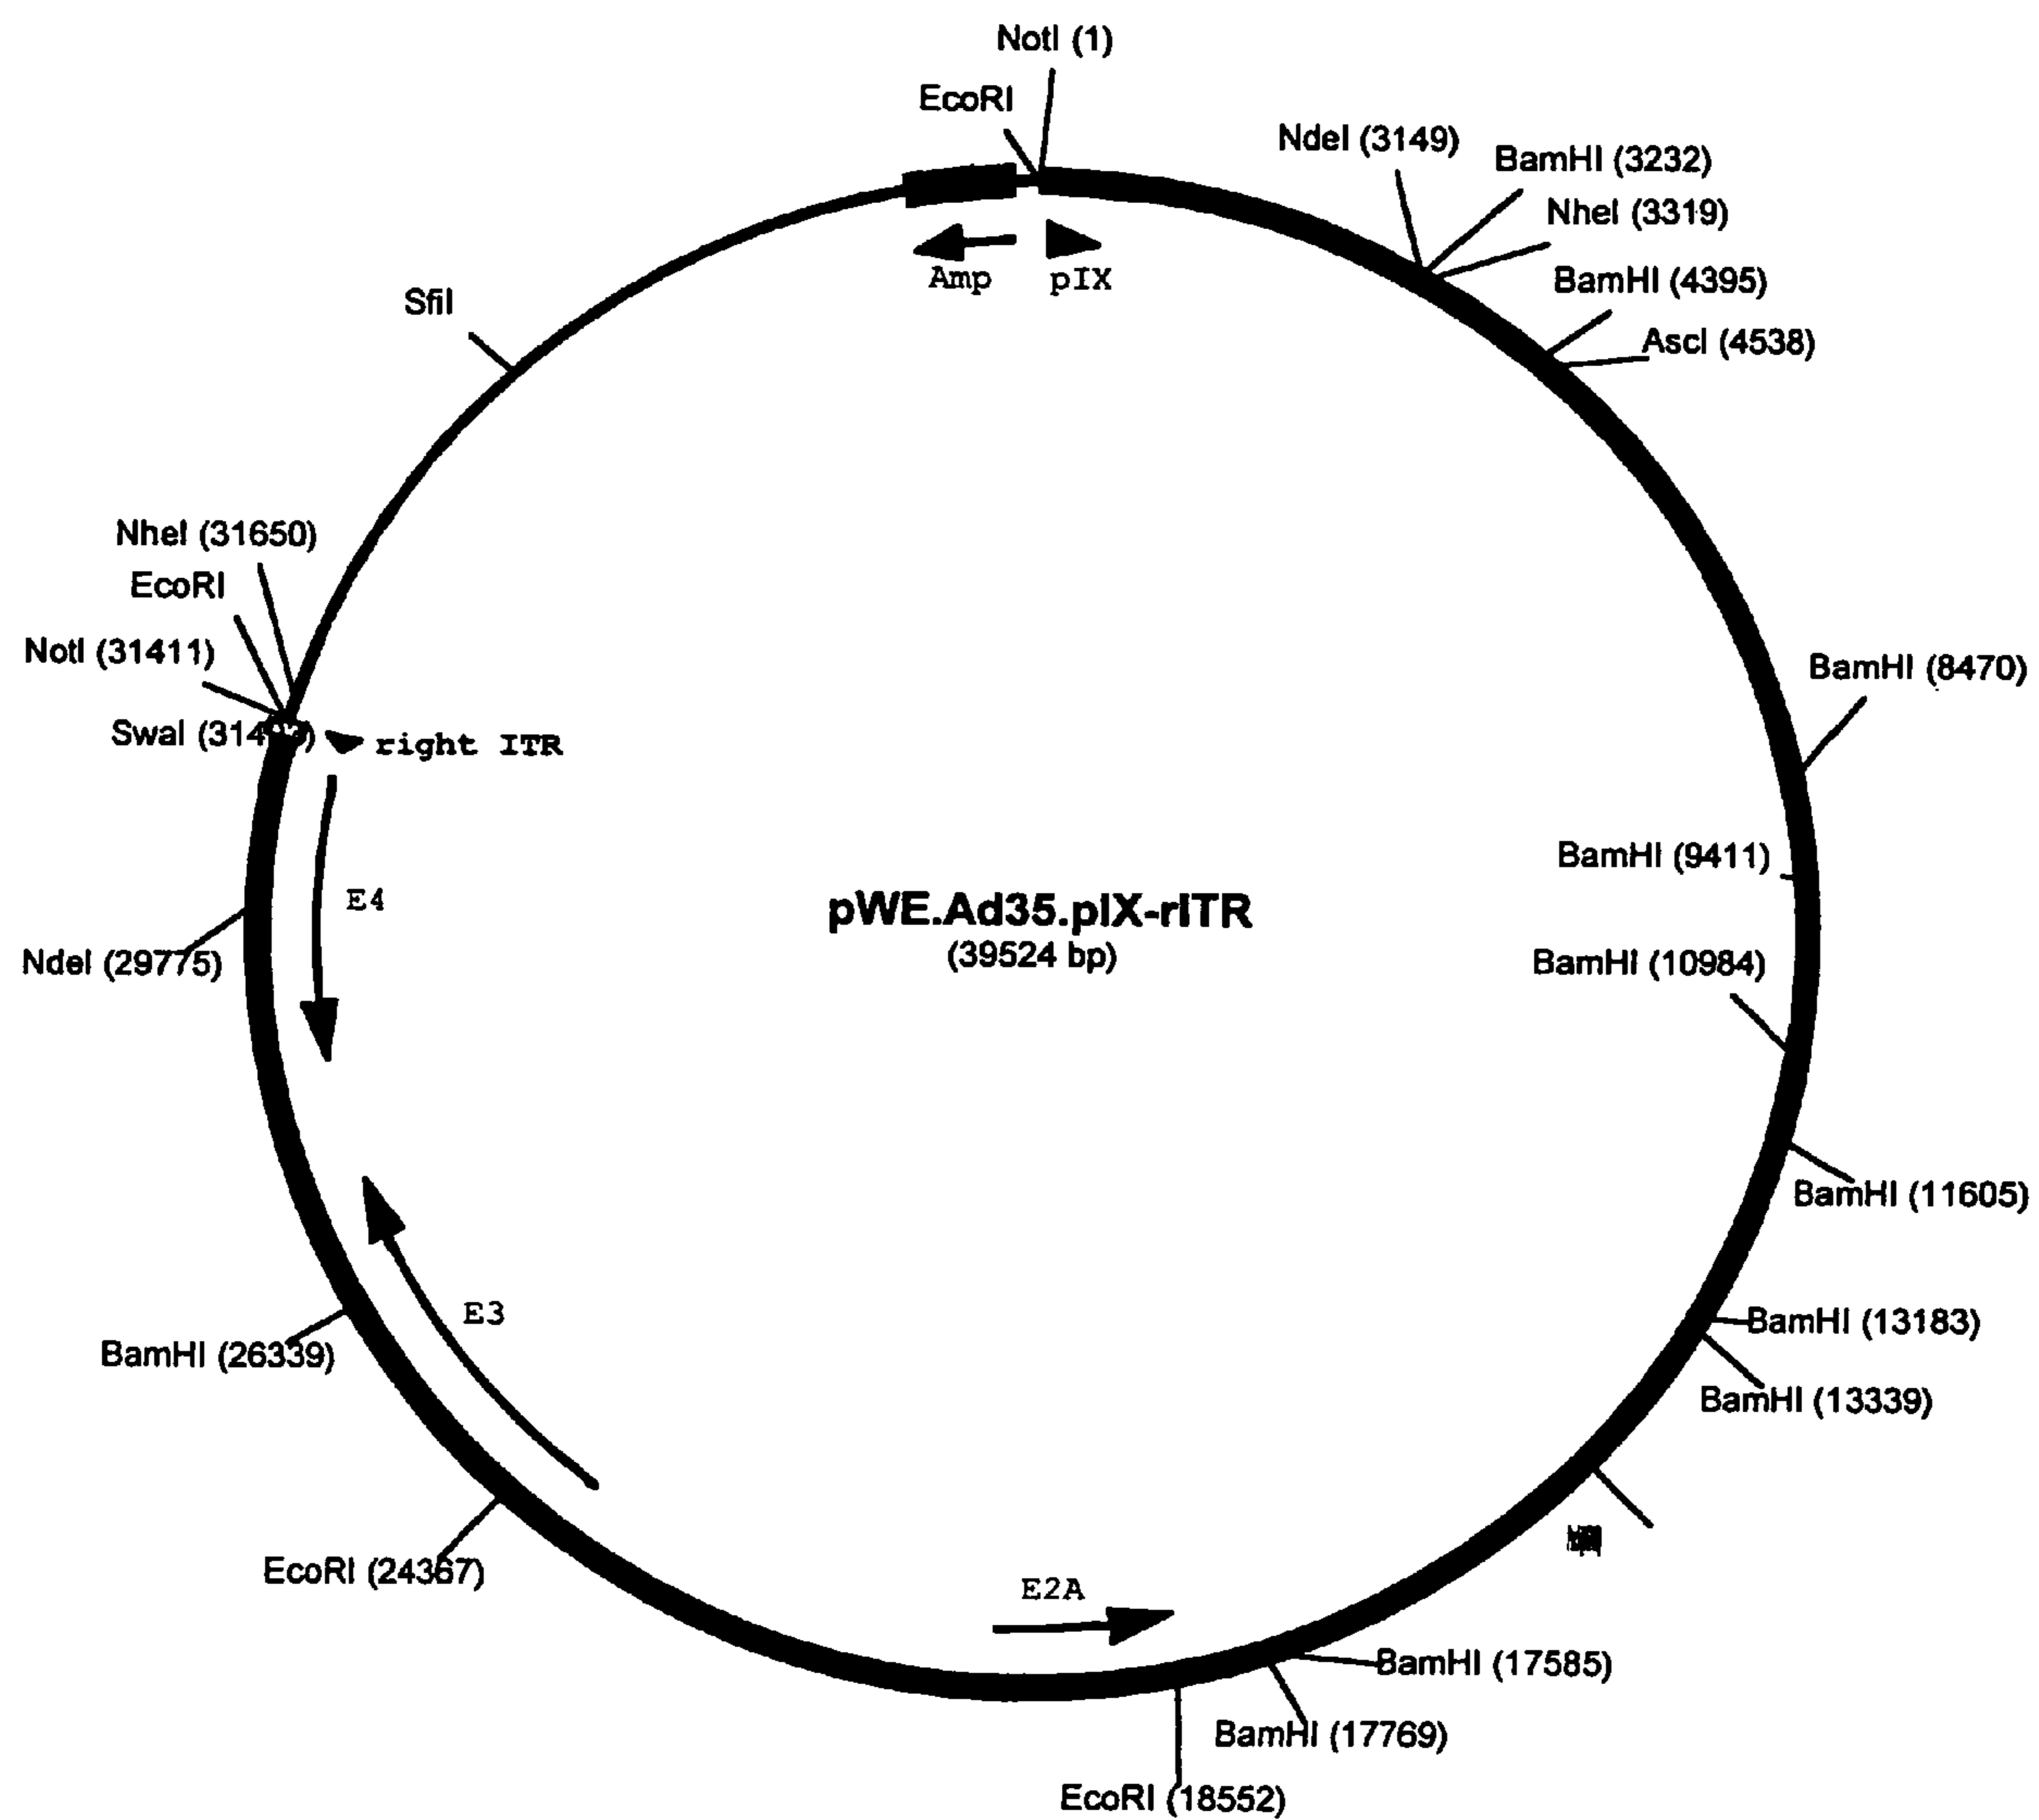 NotI (1)
EcoRI
NdeI (3149)
BamHI (3232)
NheI (3319)
BamHI (4395)
AscI (4538)
Amp
pIX
SfiI
NheI (31650)
EcoRI
NotI (31411)
SwaI
right ITR
BamHI (8470)
BamHI (9411)
E4
pWE.Ad35.pIX-rITR
(39524 bp)
NdeI (29775)
BamHI (10984)
BamHI (11605)
E3
BamHI (13183)
BamHI (26339)
BamHI (13339)
EcoRI (24367)
E2A
BamHI (17585)
BamHI (17769)
EcoRI (18552)